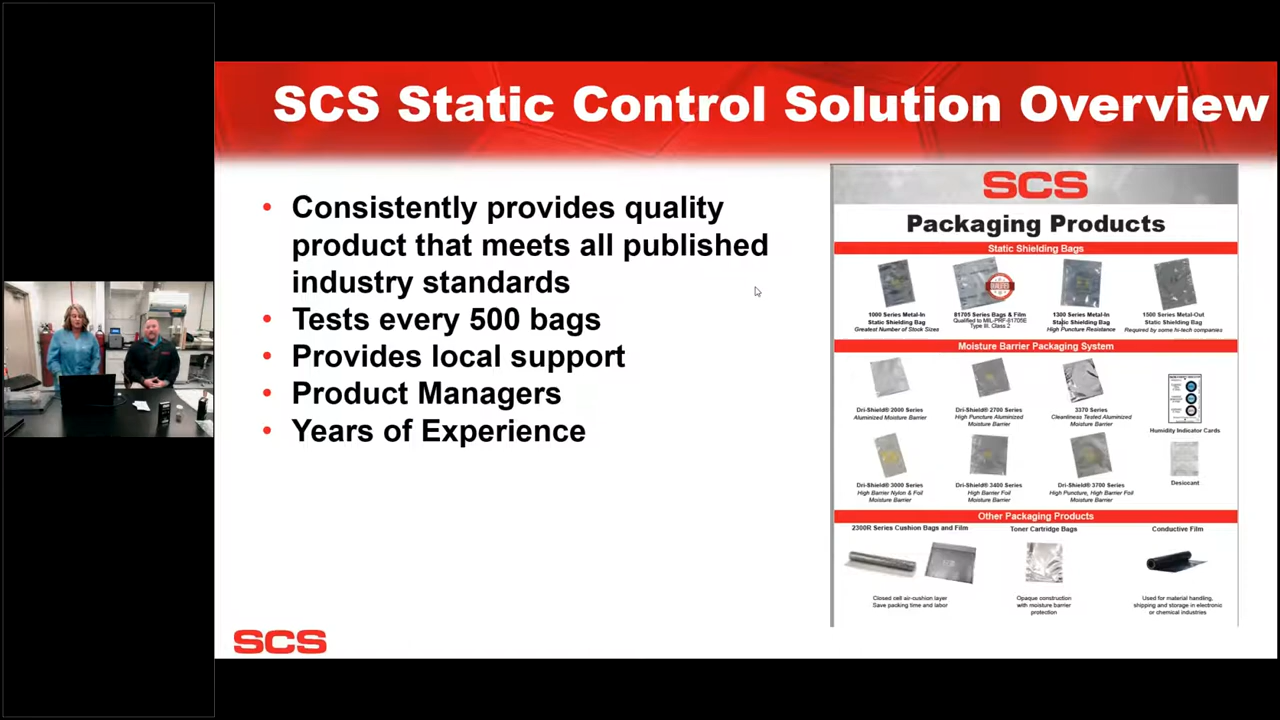 SCS Static Control Solution Overview
• Consistently provides quality
product that meets all published
industry standards
• Tests every 500 bags
• Provides local support
• Product Managers
• Years of Experience
SCS
SCS
Packaging Products
Static Shielding Bags
1000 Series Metal-In
Static Shielding Bag
Greatest Number of Stock Sizes
81705 Series Bags & Film
Qualified to MIL-PRF-81705E
Type III, Class 2
1300 Series Metal-In
Static Shielding Bag
High Puncture Resistance
1500 Series Metal-Out
Static Shielding Bag
Required by some hi-tech companies
Moisture Barrier Packaging System
Dri-Shield® 2000 Series
Aluminized Moisture Barrier
Dri-Shield® 2700 Series
High Puncture Aluminized
Moisture Barrier
3370 Series
Cleanliness Tested Aluminized
Moisture Barrier
Humidity Indicator Cards
Dri-Shield® 3000 Series
High Barrier Nylon & Foil
Moisture Barrier
Dri-Shield® 3400 Series
High Barrier Foil
Moisture Barrier
Dri-Shield® 3700 Series
High Puncture, High Barrier Foil
Moisture Barrier
Desiccant
Other Packaging Products
2300R Series Cushion Bags and Film
Closed cell air-cushion layer
Save packing time and labor
Toner Cartridge Bags
Opaque construction
with moisture barrier
protection
Conductive Film
Used for material handling,
shipping and storage in electronic
or chemical industries